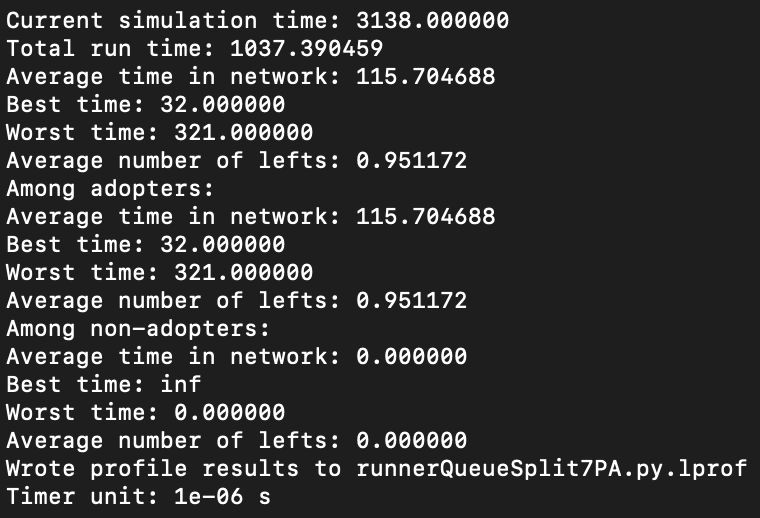 Current simulation time: 3138.000000
Total run time: 1037.390459
Average time in network: 115.704688
Best time: 32.000000
Worst time: 321.000000
Average number of lefts: 0.951172
Among adopters:
Average time in network: 115.704688
Best time: 32.000000
Worst time: 321.000000
Average number of lefts: 0.951172
Among non-adopters:
Average time in network: 0.000000
Best time: inf
Worst time: 0.000000
Average number of lefts: 0.000000
Wrote profile results to runnerQueueSplit7PA.py.lprof
Timer unit: 1e-06 s